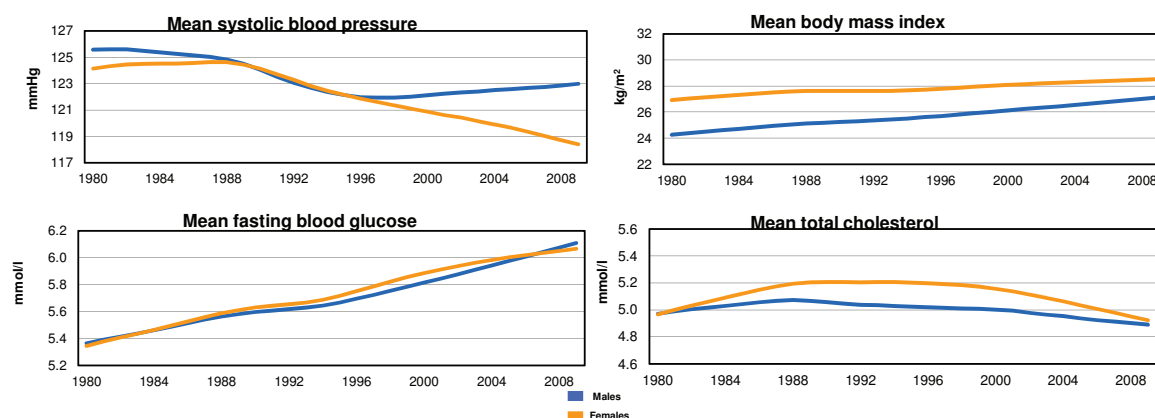 Mean systolic blood pressure
mmHg
127
125
123
121
119
117
1980 1984 1988 1992 1996 2000 2004 2008
Mean body mass index
kg/m²
32
30
28
26
24
22
1980 1984 1988 1992 1996 2000 2004 2008
Mean fasting blood glucose
mmol/l
6.2
6.0
5.8
5.6
5.4
5.2
1980 1984 1988 1992 1996 2000 2004 2008
Mean total cholesterol
mmol/l
5.6
5.4
5.2
5.0
4.8
4.6
1980 1984 1988 1992 1996 2000 2004 2008
Males
Females